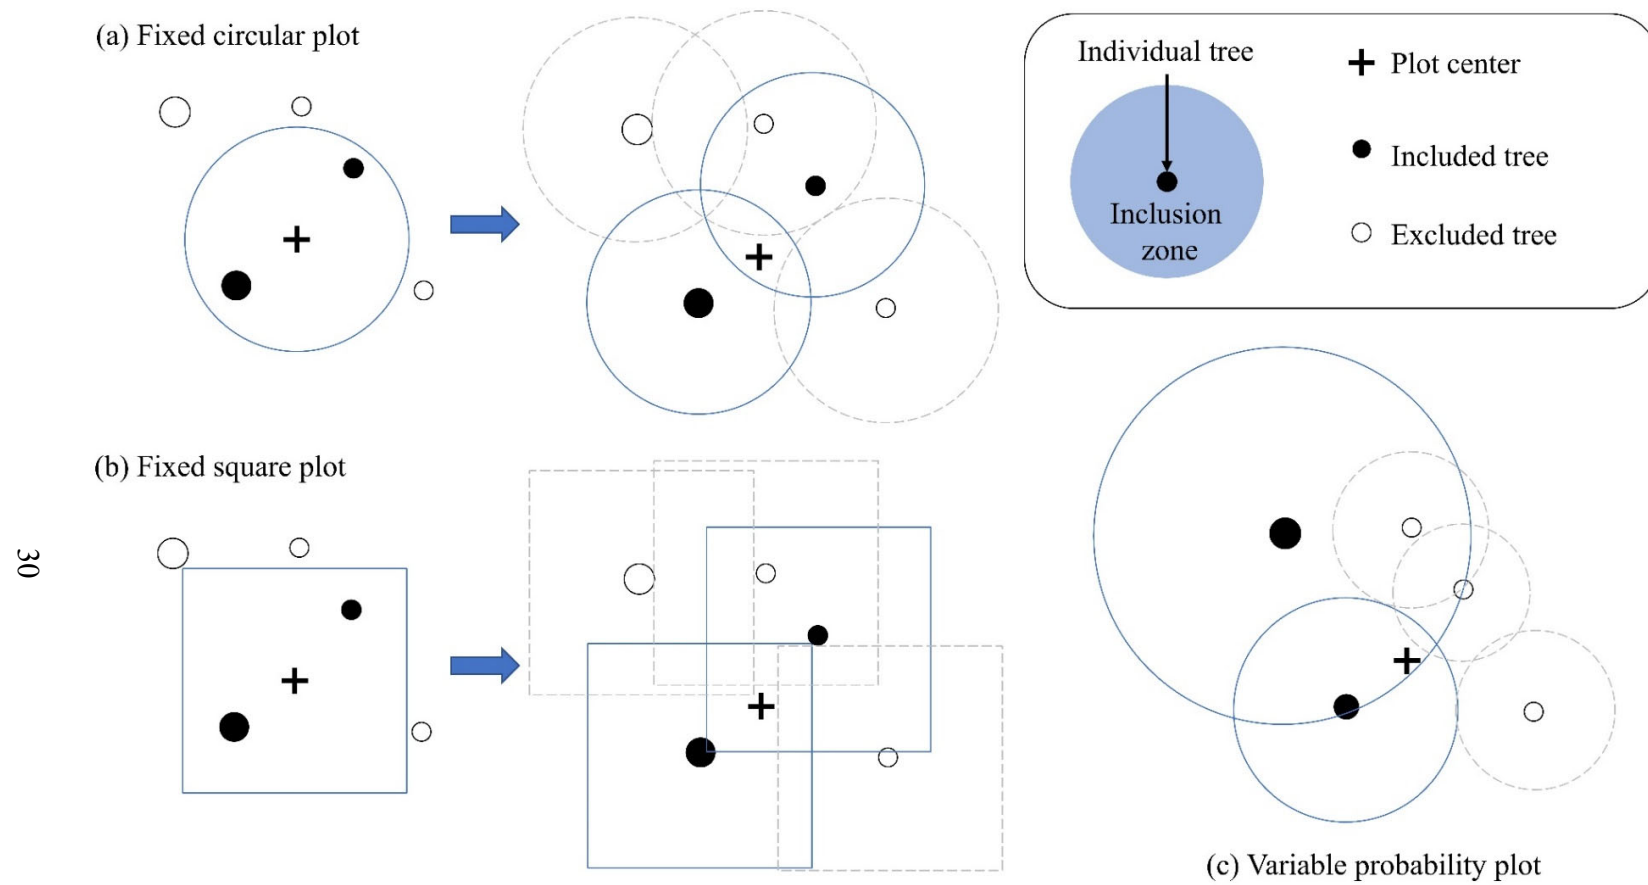 (a) Fixed circular plot
Individual tree
Inclusion
zone
Plot center
Included tree
Excluded tree
(b) Fixed square plot
(c) Variable probability plot
30